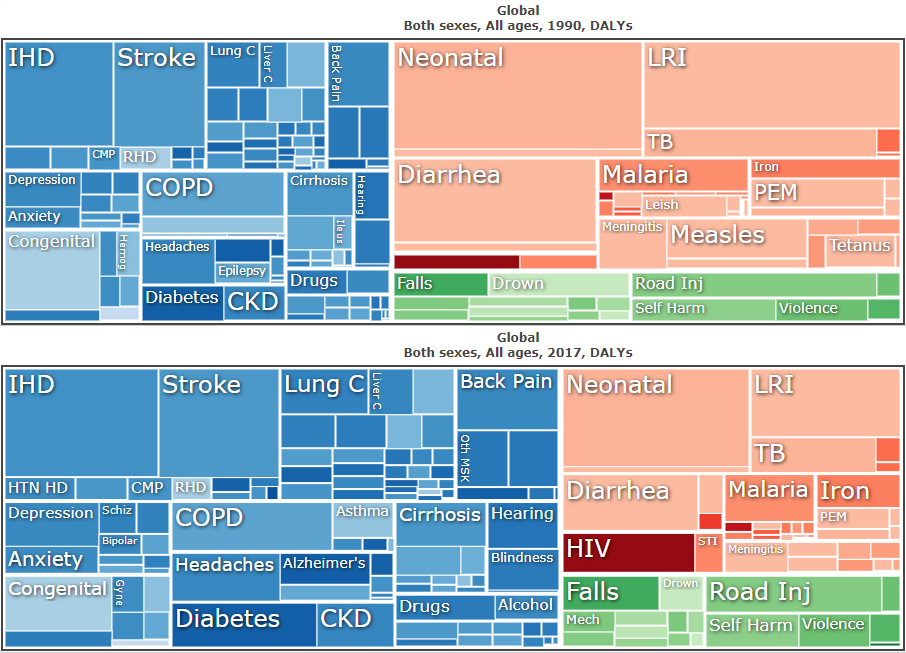 Global
Both sexes, All ages, 1990, DALYs
IHD
Stroke
Lung C
Liver C
Back Pain
Neonatal
LRI
CMP
RHD
TB
Depression
COPD
Cirrhosis
Hearing
Diarrhea
Malaria
Iron
PEM
Anxiety
Leish
Congenital
Hemog
Headaches
Ileus
Meningitis
Measles
Tetanus
Epilepsy
Drugs
Falls
Drown
Road Inj
Diabetes
CKD
Self Harm
Violence
Global
Both sexes, All ages, 2017, DALYs
IHD
Stroke
Lung C
Liver C
Back Pain
Neonatal
LRI
Oth MSK
TB
HTN HD
CMP
RHD
Depression
Schiz
COPD
Asthma
Cirrhosis
Hearing
Diarrhea
Malaria
Iron
PEM
Bipolar
Anxiety
Headaches
Alzheimer's
Blindness
HIV
STI
Meningitis
Congenital
Gyne
Drugs
Alcohol
Falls
Drown
Road Inj
Diabetes
CKD
Mech
Self Harm
Violence